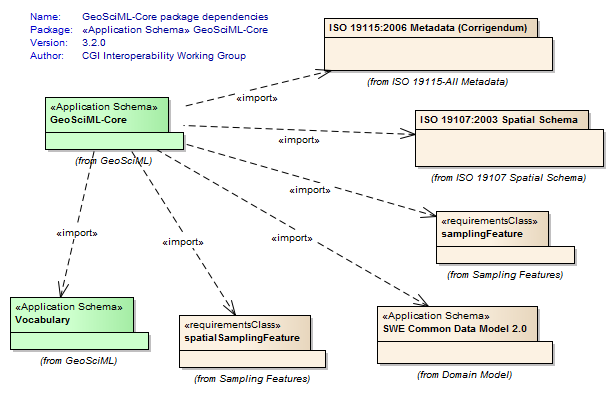 Name: GeoSciML-Core package dependencies
Package: «Application Schema» GeoSciML-Core
Version: 3.2.0
Author: CGI Interoperability Working Group
ISO 19115:2006 Metadata (Corrigendum)
(from ISO 19115-All Metadata)
«import»
«Application Schema»
GeoSciML-Core
(from GeoSciML)
ISO 19107:2003 Spatial Schema
(from ISO 19107 Spatial Schema)
«import»
«import»
«requirementsClass»
samplingFeature
(from Sampling Features)
«import»
«import»
«import»
«Application Schema»
Vocabulary
(from GeoSciML)
«requirementsClass»
spatialSamplingFeature
(from Sampling Features)
«Application Schema»
SWE Common Data Model 2.0
(from Domain Model)